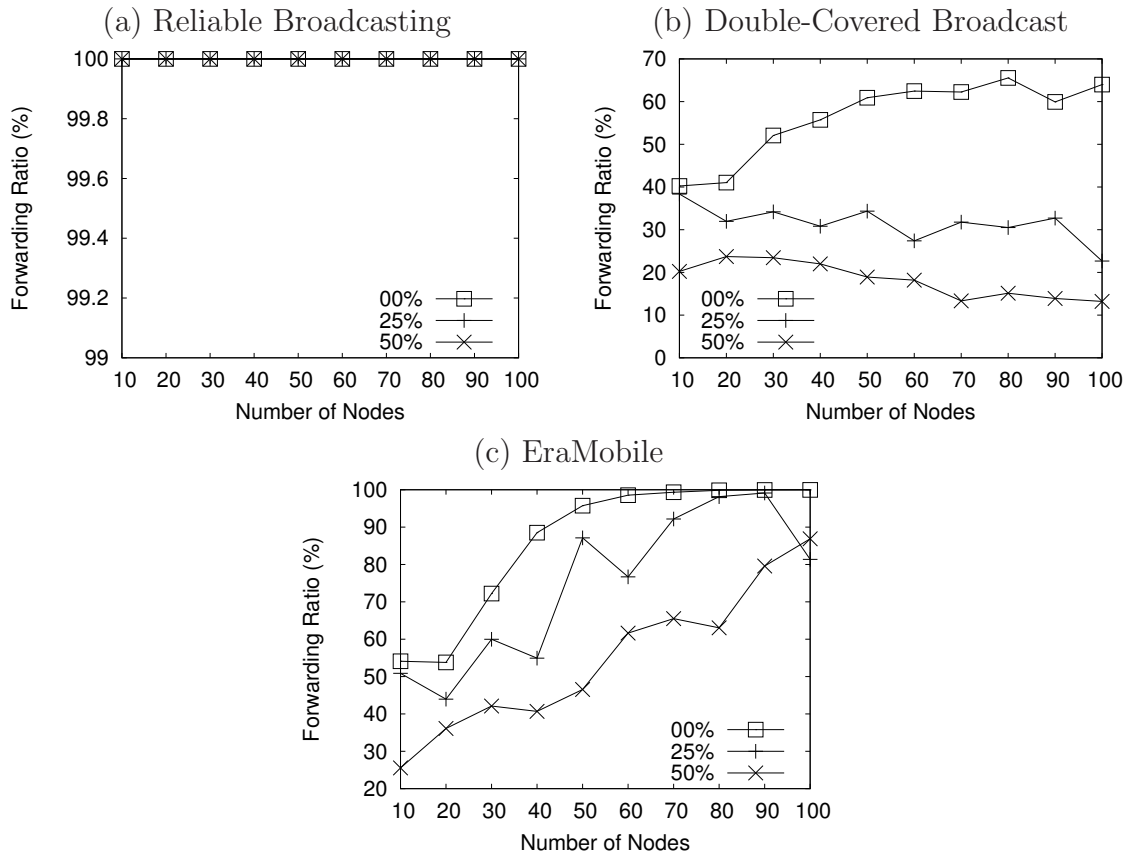 (a) Reliable Broadcasting
100
99.8
99.6
99.4
99.2
99
Forwarding Ratio (%)
00%
25%
50%
10 20 30 40 50 60 70 80 90 100
Number of Nodes
(b) Double-Covered Broadcast
70
60
50
40
30
20
10
0
Forwarding Ratio (%)
00%
25%
50%
10 20 30 40 50 60 70 80 90 100
Number of Nodes
(c) EraMobile
100
90
80
70
60
50
40
30
20
Forwarding Ratio (%)
00%
25%
50%
10 20 30 40 50 60 70 80 90 100
Number of Nodes